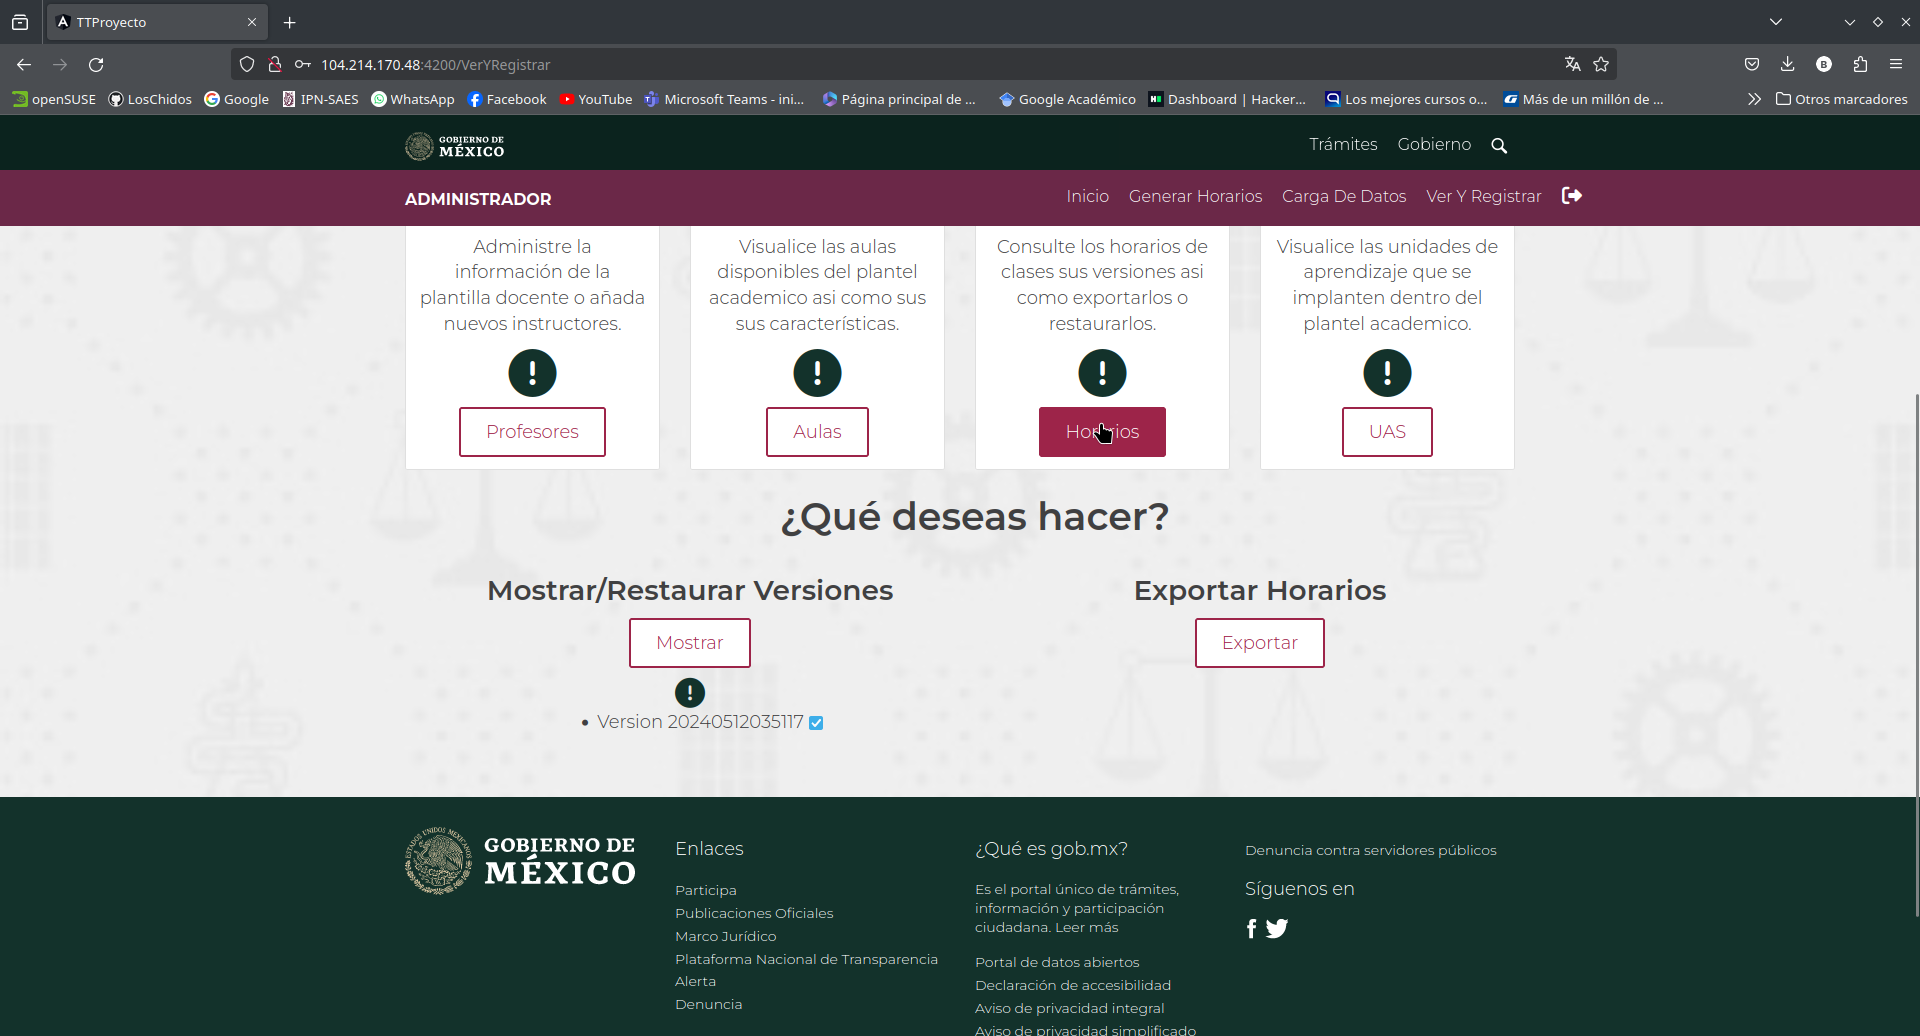 TTProyecto
104.214.170.48:4200/VerYRegistrar
openSUSE LosChidos Google IPN-SAES WhatsApp Facebook YouTube Microsoft Teams - ini... Página principal de ... Google Académico Dashboard | Hacker... Los mejores cursos o... Más de un millón de ... Otros marcadores
GOBIERNO DE
MÉXICO
Trámites Gobierno
ADMINISTRADOR
Inicio Generar Horarios Carga De Datos Ver Y Registrar
Administre la
información de la
plantilla docente o añada
nuevos instructores.
Profesores
Visualice las aulas
disponibles del plantel
academico asi como sus
sus características.
Aulas
Consulte los horarios de
clases sus versiones asi
como exportarlos o
restaurarlos.
Horarios
Visualice las unidades de
aprendizaje que se
implanten dentro del
plantel academico.
UAS
¿Qué deseas hacer?
Mostrar/Restaurar Versiones
Mostrar
• Version 20240512035117
Exportar Horarios
Exportar
GOBIERNO DE
MÉXICO
Enlaces
Participa
Publicaciones Oficiales
Marco Jurídico
Plataforma Nacional de Transparencia
Alerta
Denuncia
¿Qué es gob.mx?
Es el portal único de trámites,
información y participación
ciudadana. Leer más
Portal de datos abiertos
Declaración de accesibilidad
Aviso de privacidad integral
Aviso de privacidad simplificado
Denuncia contra servidores públicos
Síguenos en